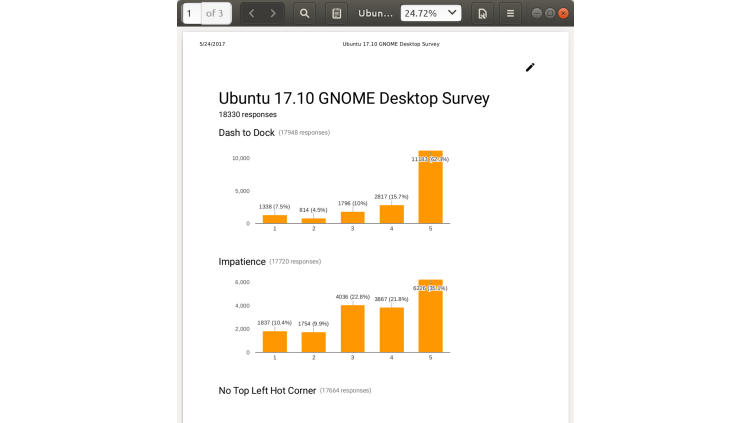 1 of 3 Ubun... 24.72%
5/24/2017 Ubuntu 17.10 GNOME Desktop Survey
Ubuntu 17.10 GNOME Desktop Survey
18330 responses
Dash to Dock (17948 responses)
10,000
5,000
0
1338 (7.5%) 814 (4.5%) 1796 (10%) 2817 (15.7%)
1 2 3 4 5
Impatience (17720 responses)
6,000
4,000
2,000
0
1837 (10.4%) 1754 (9.9%) 4036 (22.8%) 3867 (21.8%) 6226 (35.1%)
1 2 3 4 5
No Top Left Hot Corner (17664 responses)